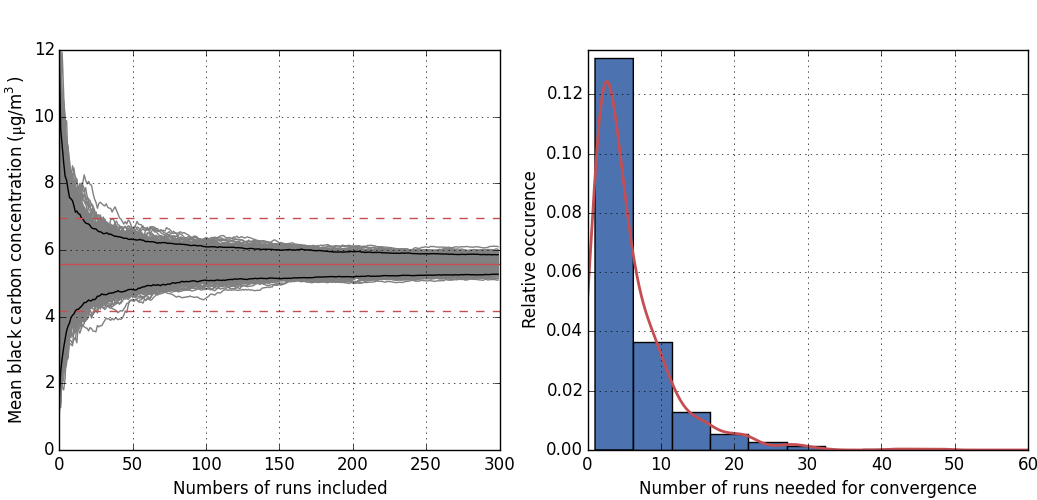 Mean black carbon concentration (µg/m³)
12
10
8
6
4
2
0
0 50 100 150 200 250 300
Numbers of runs included
Relative occurence
0.12
0.10
0.08
0.06
0.04
0.02
0.00
0 10 20 30 40 50 60
Number of runs needed for convergence